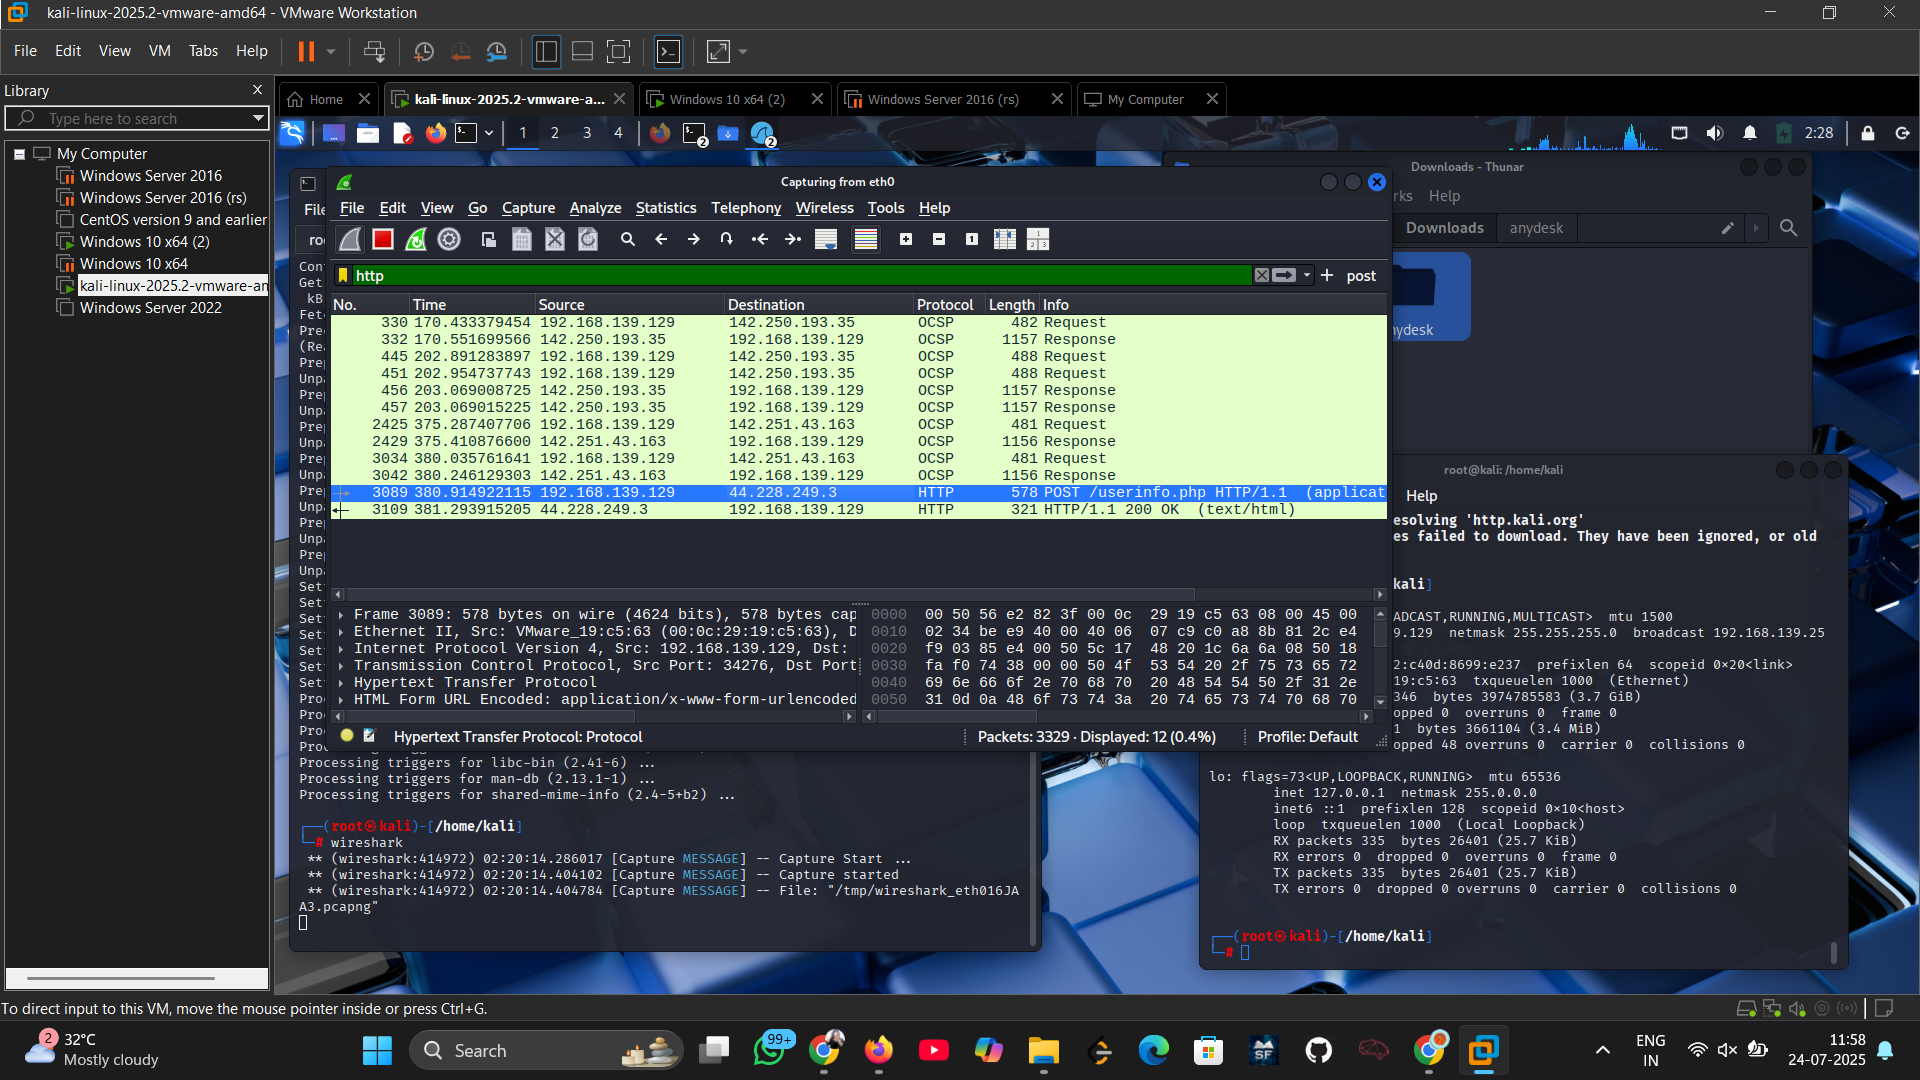 kali-linux-2025.2-vmware-amd64 - VMware Workstation
File Edit View VM Tabs Help
Library
Type here to search
My Computer
Windows Server 2016
Windows Server 2016 (rs)
CentOS version 9 and earlier
Windows 10 x64 (2)
Windows 10 x64
kali-linux-2025.2-vmware-an
Windows Server 2022
Home
kali-linux-2025.2-vmware-a...
Windows 10 x64 (2)
Windows Server 2016 (rs)
My Computer
1 2 3 4
2
2
2:28
Downloads - Thunar
rks Help
Downloads anydesk
nydesk
Capturing from eth0
File Edit View Go Capture Analyze Statistics Telephony Wireless Tools Help
http
post
No. Time Source Destination Protocol Length Info
330 170.433379454 192.168.139.129 142.250.193.35 OCSP 482 Request
332 170.551699566 142.250.193.35 192.168.139.129 OCSP 1157 Response
445 202.891283897 192.168.139.129 142.250.193.35 OCSP 488 Request
451 202.954737743 192.168.139.129 142.250.193.35 OCSP 488 Request
456 203.069008725 142.250.193.35 192.168.139.129 OCSP 1157 Response
457 203.069015225 142.250.193.35 192.168.139.129 OCSP 1157 Response
2425 375.287407706 192.168.139.129 142.251.43.163 OCSP 481 Request
2429 375.410876600 142.251.43.163 192.168.139.129 OCSP 1156 Response
3034 380.035761641 192.168.139.129 142.251.43.163 OCSP 481 Request
3042 380.246129303 142.251.43.163 192.168.139.129 OCSP 1156 Response
3089 380.914922115 192.168.139.129 44.228.249.3 HTTP 578 POST /userinfo.php HTTP/1.1 (applicat
3109 381.293915205 44.228.249.3 192.168.139.129 HTTP 321 HTTP/1.1 200 OK (text/html)
Frame 3089: 578 bytes on wire (4624 bits), 578 bytes cap
Ethernet II, Src: VMware_19:c5:63 (00:0c:29:19:c5:63), D
Internet Protocol Version 4, Src: 192.168.139.129, Dst:
Transmission Control Protocol, Src Port: 34276, Dst Port
Hypertext Transfer Protocol
HTML Form URL Encoded: application/x-www-form-urlencoded
0000 00 50 56 e2 82 3f 00 0c 29 19 c5 63 08 00 45 00
0010 02 34 be e9 40 00 40 06 07 c9 c0 a8 8b 81 2c e4
0020 f9 03 85 e4 00 50 5c 17 48 20 1c 6a 6a 08 50 18
0030 fa f0 74 38 00 00 50 4f 53 54 20 2f 75 73 65 72
0040 69 6e 66 6f 2e 70 68 70 20 48 54 54 50 2f 31 2e
0050 31 0d 0a 48 6f 73 74 3a 20 74 65 73 74 70 68 70
Hypertext Transfer Protocol: Protocol
Packets: 3329 · Displayed: 12 (0.4%)
Profile: Default
File
Processing triggers for libc-bin (2.41-6) ...
Processing triggers for man-db (2.13.1-1) ...
Processing triggers for shared-mime-info (2.4-5+b2) ...
(root㉿kali)-[/home/kali]
# wireshark
** (wireshark:414972) 02:20:14.286017 [Capture MESSAGE] -- Capture Start ...
** (wireshark:414972) 02:20:14.404102 [Capture MESSAGE] -- Capture started
** (wireshark:414972) 02:20:14.404784 [Capture MESSAGE] -- File: "/tmp/wireshark_eth016JA
A3.pcapng"
root@kali: /home/kali
Help
esolving 'http.kali.org'
es failed to download. They have been ignored, or old
kali]
ADCAST,RUNNING,MULTICAST> mtu 1500
9.129 netmask 255.255.255.0 broadcast 192.168.139.25
2:c40d:8699:e237 prefixlen 64 scopeid 0×20<link>
19:c5:63 txqueuelen 1000 (Ethernet)
346 bytes 3974785583 (3.7 GiB)
opped 0 overruns 0 frame 0
1 bytes 3661104 (3.4 MiB)
opped 48 overruns 0 carrier 0 collisions 0
lo: flags=73<UP,LOOPBACK,RUNNING> mtu 65536
inet 127.0.0.1 netmask 255.0.0.0
inet6 ::1 prefixlen 128 scopeid 0×10<host>
loop txqueuelen 1000 (Local Loopback)
RX packets 335 bytes 26401 (25.7 KiB)
RX errors 0 dropped 0 overruns 0 frame 0
TX packets 335 bytes 26401 (25.7 KiB)
TX errors 0 dropped 0 overruns 0 carrier 0 collisions 0
(root㉿kali)-[/home/kali]
#
To direct input to this VM, move the mouse pointer inside or press Ctrl+G.
2
32°C
Mostly cloudy
Search
99+
SF
ENG
IN
11:58
24-07-2025